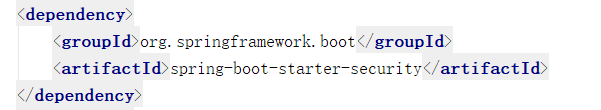 <dependency>
<groupId>org.springframework.boot</groupId>
<artifactId>spring-boot-starter-security</artifactId>
</dependency>